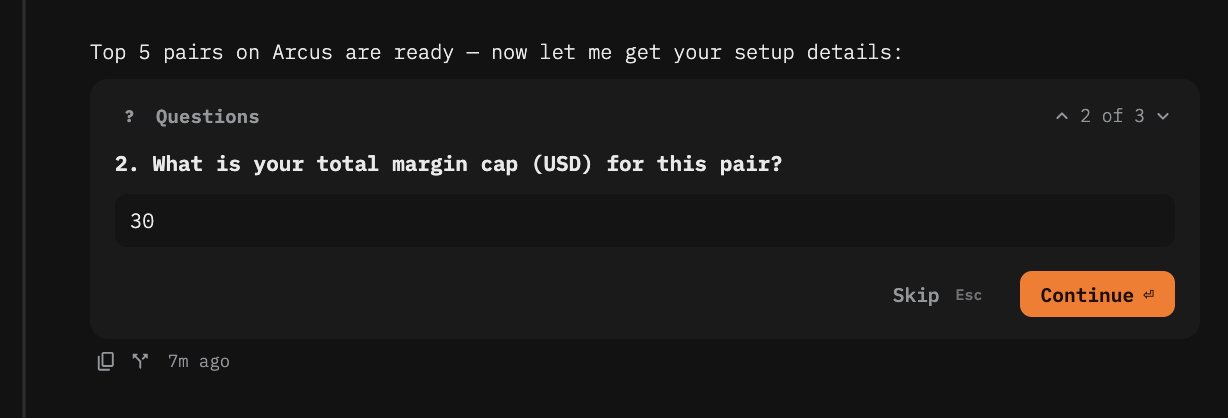 Top 5 pairs on Arcus are ready — now let me get your setup details:
? Questions
2 of 3
2. What is your total margin cap (USD) for this pair?
30
Skip Esc
Continue ⏎
7m ago